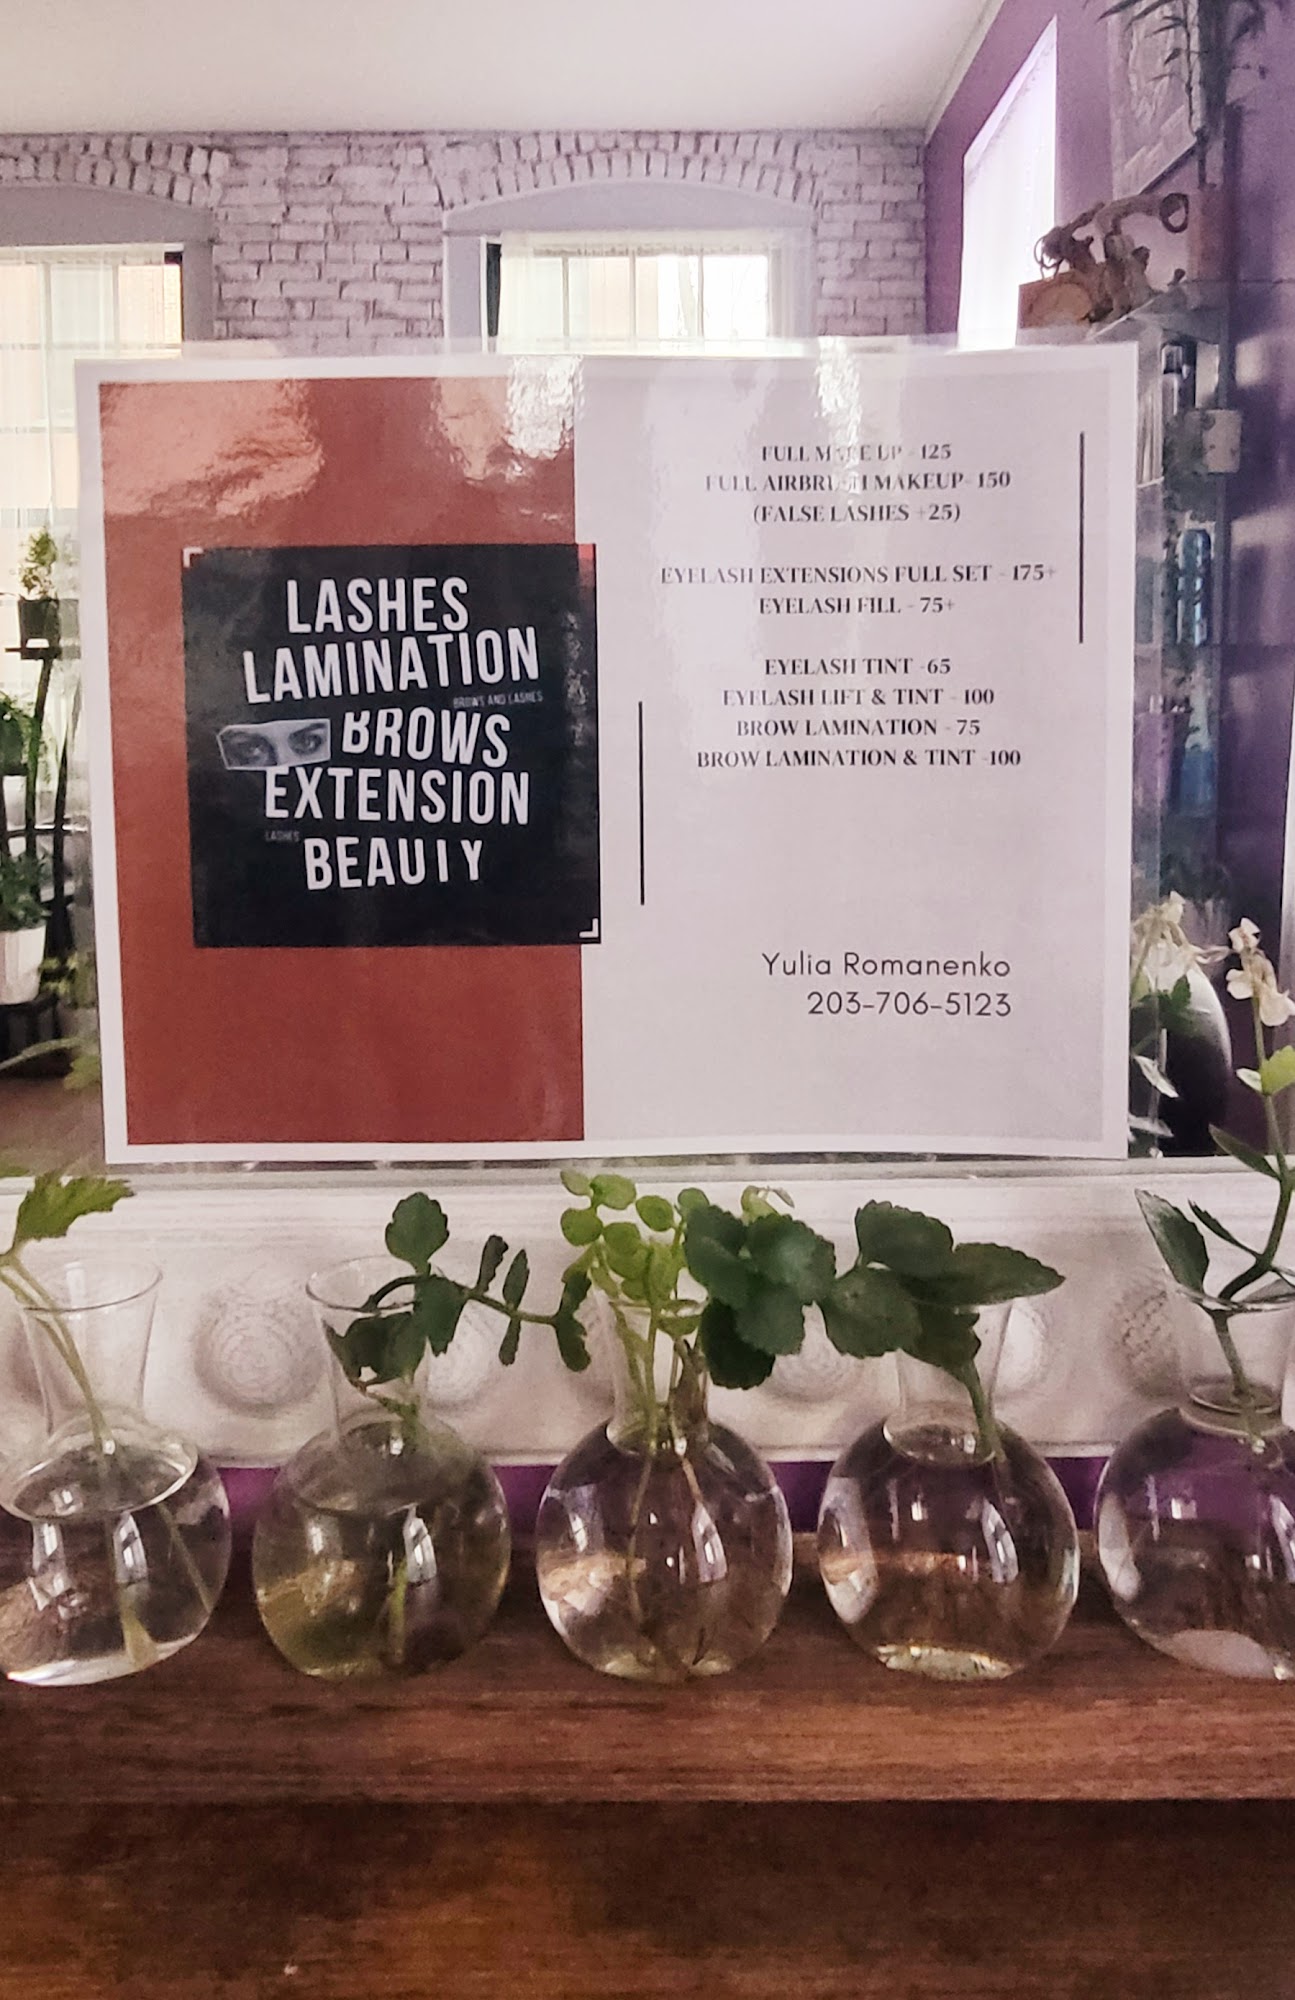 LASHES
LAMINATION
BROWS AND LASHES
BROWS
EXTENSION
LASHES
BEAUTY
FULL MAKE UP - 125
FULL AIRBRUSH MAKEUP- 150
(FALSE LASHES +25)
EYELASH EXTENSIONS FULL SET - 175+
EYELASH FILL - 75+
EYELASH TINT -65
EYELASH LIFT & TINT - 100
BROW LAMINATION - 75
BROW LAMINATION & TINT -100
Yulia Romanenko
203-706-5123